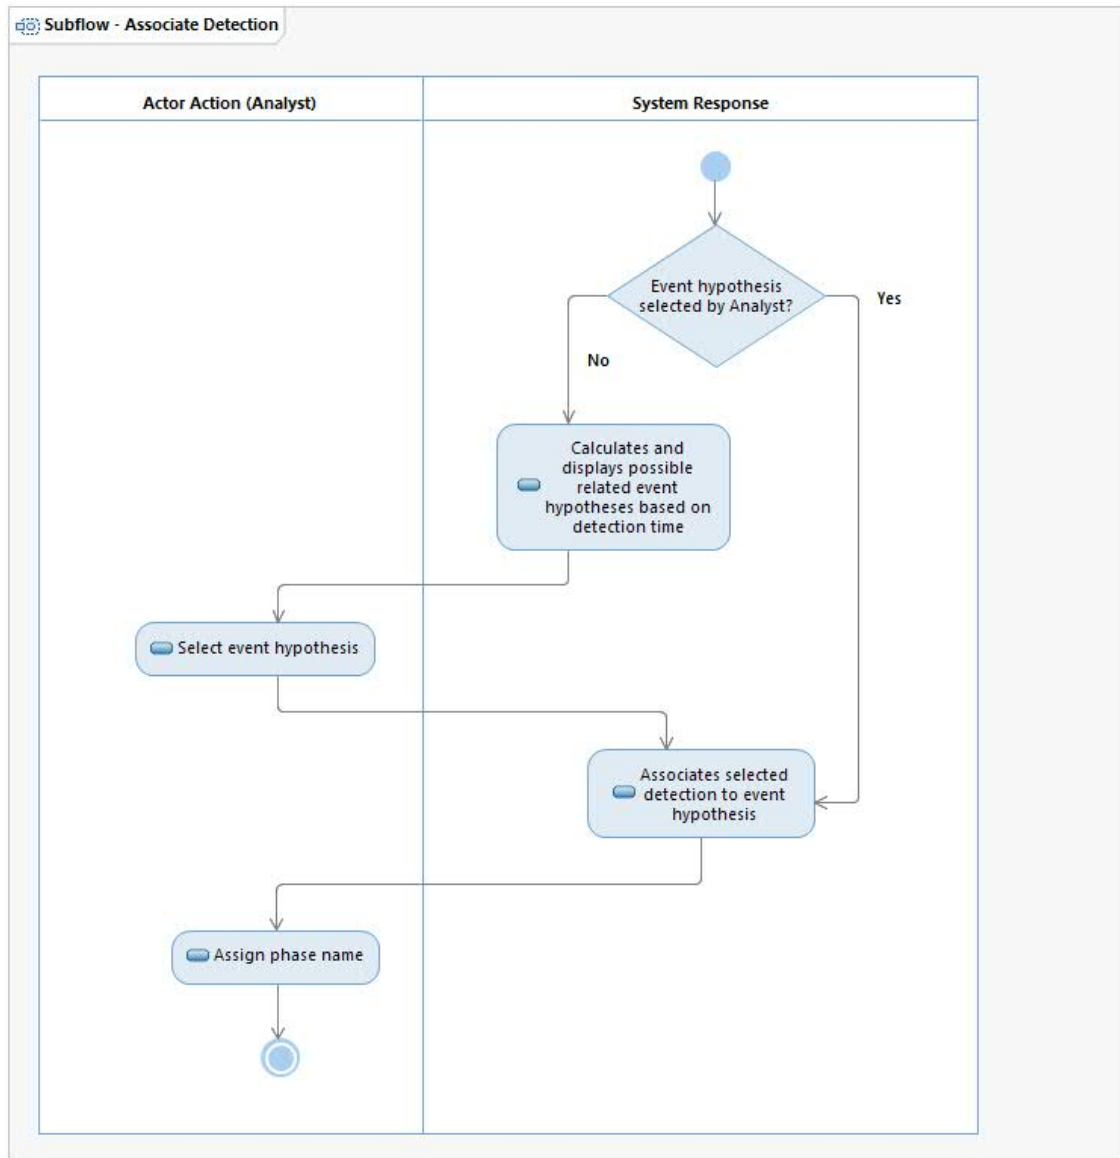 Subflow - Associate Detection
Actor Action (Analyst)
System Response
Event hypothesis
selected by Analyst?
Yes
No
Calculates and
displays possible
related event
hypotheses based on
detection time
Select event hypothesis
Associates selected
detection to event
hypothesis
Assign phase name